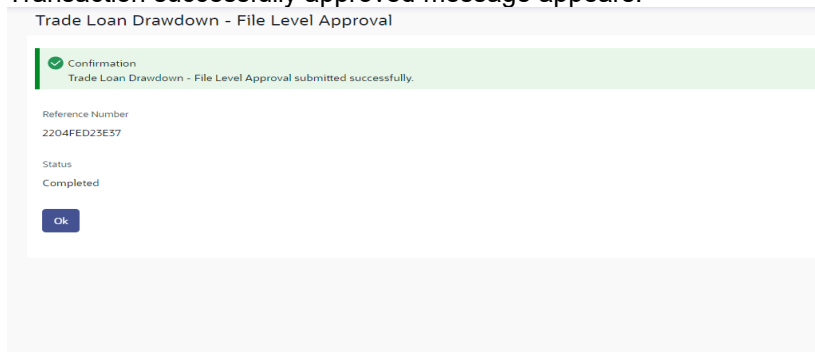 Transaction successfully approved message appears.
Trade Loan Drawdown - File Level Approval
Confirmation
Trade Loan Drawdown - File Level Approval submitted successfully.
Reference Number
2204FED23E37
Status
Completed
Ok